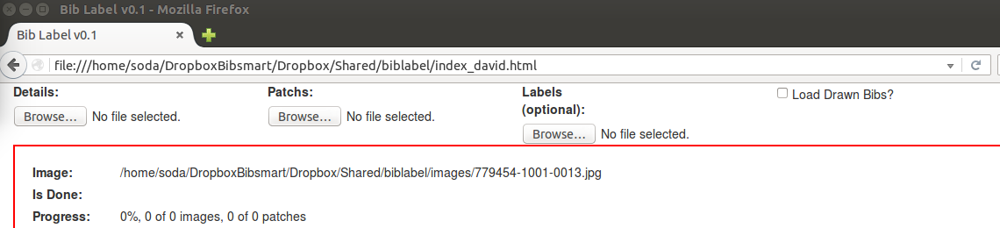 Bib Label v0.1 - Mozilla Firefox
Bib Label v0.1
file:///home/soda/DropboxBibsmart/Dropbox/Shared/biblabel/index_david.html
Details: Patchs: Labels (optional): Load Drawn Bibs?
Browse... No file selected. Browse... No file selected. Browse... No file selected.
Image: /home/soda/DropboxBibsmart/Dropbox/Shared/biblabel/images/779454-1001-0013.jpg
Is Done:
Progress: 0%, 0 of 0 images, 0 of 0 patches